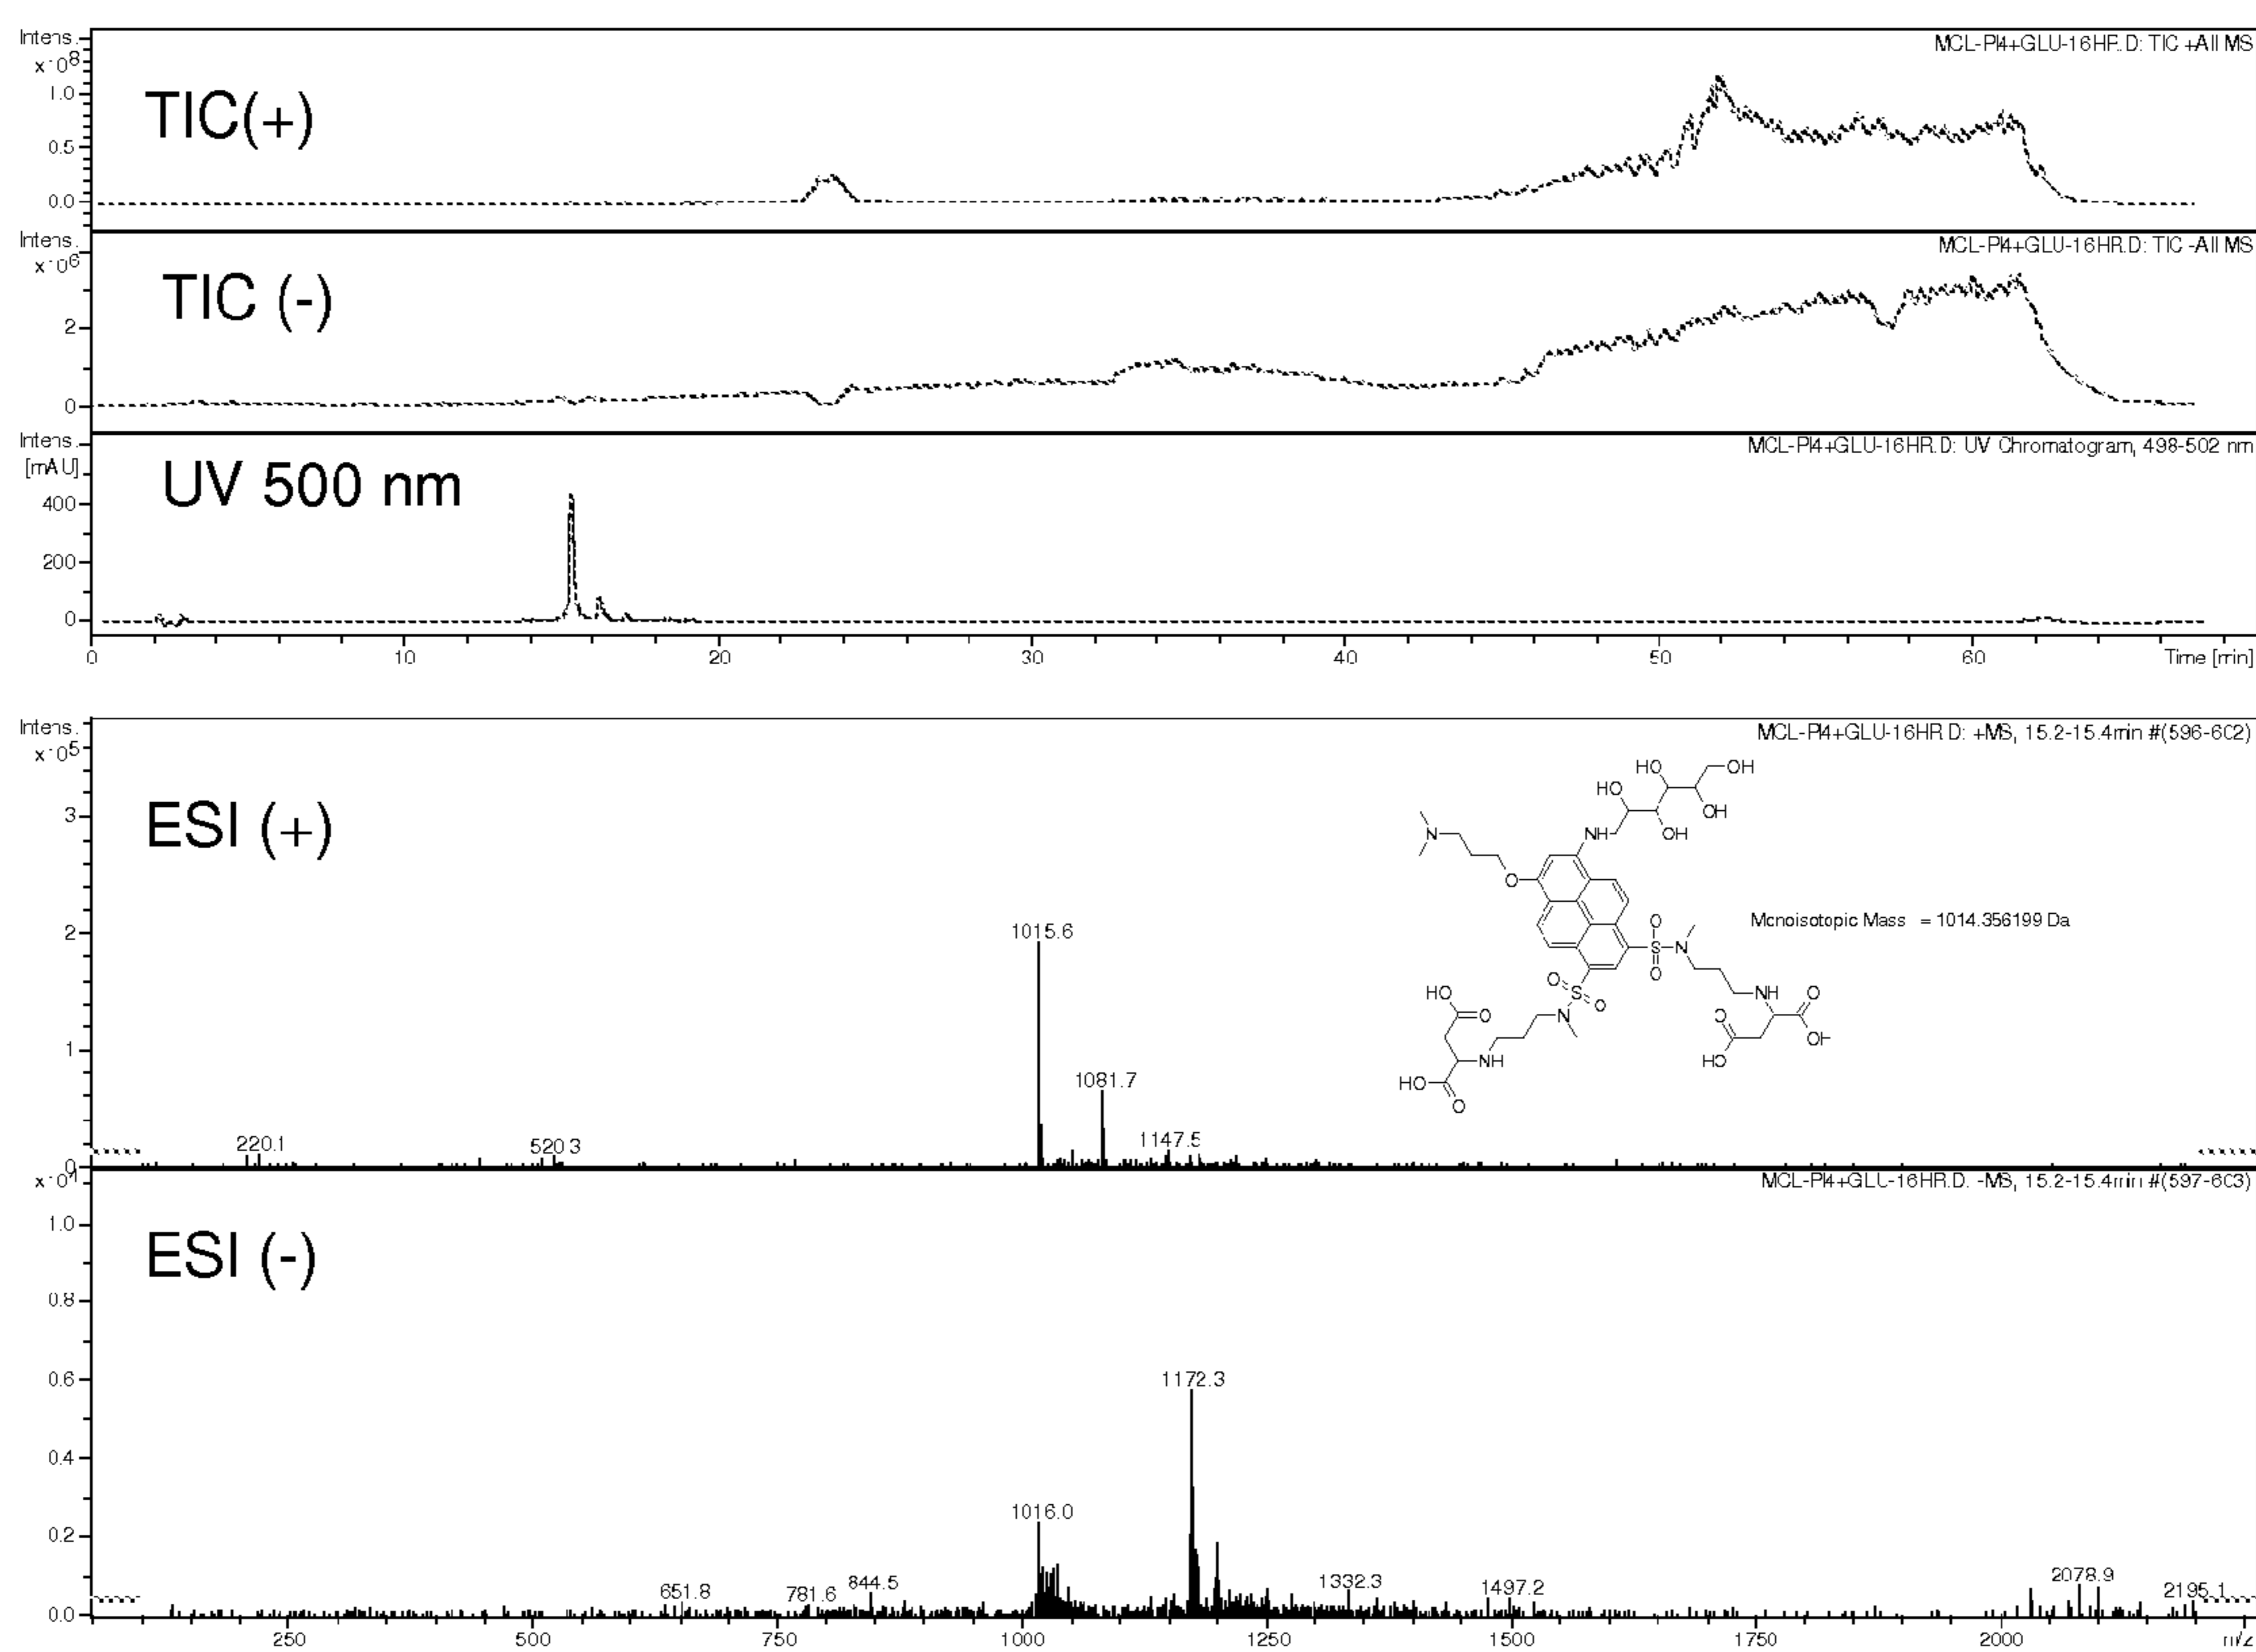 Intens.
x10⁸
MCL-PI4+GLU-16HR.D: TIC +All MS
TIC(+)
1.0
0.5
0.0
Intens.
x10⁶
MCL-PI4+GLU-16HR.D: TIC -All MS
TIC (-)
2
0
Intens.
[mAU]
MCL-PI4+GLU-16HR.D: UV Chromatogram, 498-502 nm
UV 500 nm
400
200
0
0 10 20 30 40 50 60 Time [min]
Intens.
x10⁵
MCL-PI4+GLU-16HR.D: +MS, 15.2-15.4min #(596-602)
ESI (+)
3
2
1
0
1015.6
1081.7
1147.5
220.1
520.3
HO HO OH
HO OH
OH
NH
N
O
O
S N
O
Monoisotopic Mass = 1014.356199 Da
O
S
O
N
NH O
O
OH
HO
HO
O
NH
HO
O
x10⁴
MCL-PI4+GLU-16HR.D: -MS, 15.2-15.4min #(597-603)
ESI (-)
1.0
0.8
0.6
0.4
0.2
0.0
1172.3
1016.0
651.8
781.6
844.5
1332.3
1497.2
2078.9
2195.1
250 500 750 1000 1250 1500 1750 2000 m/z